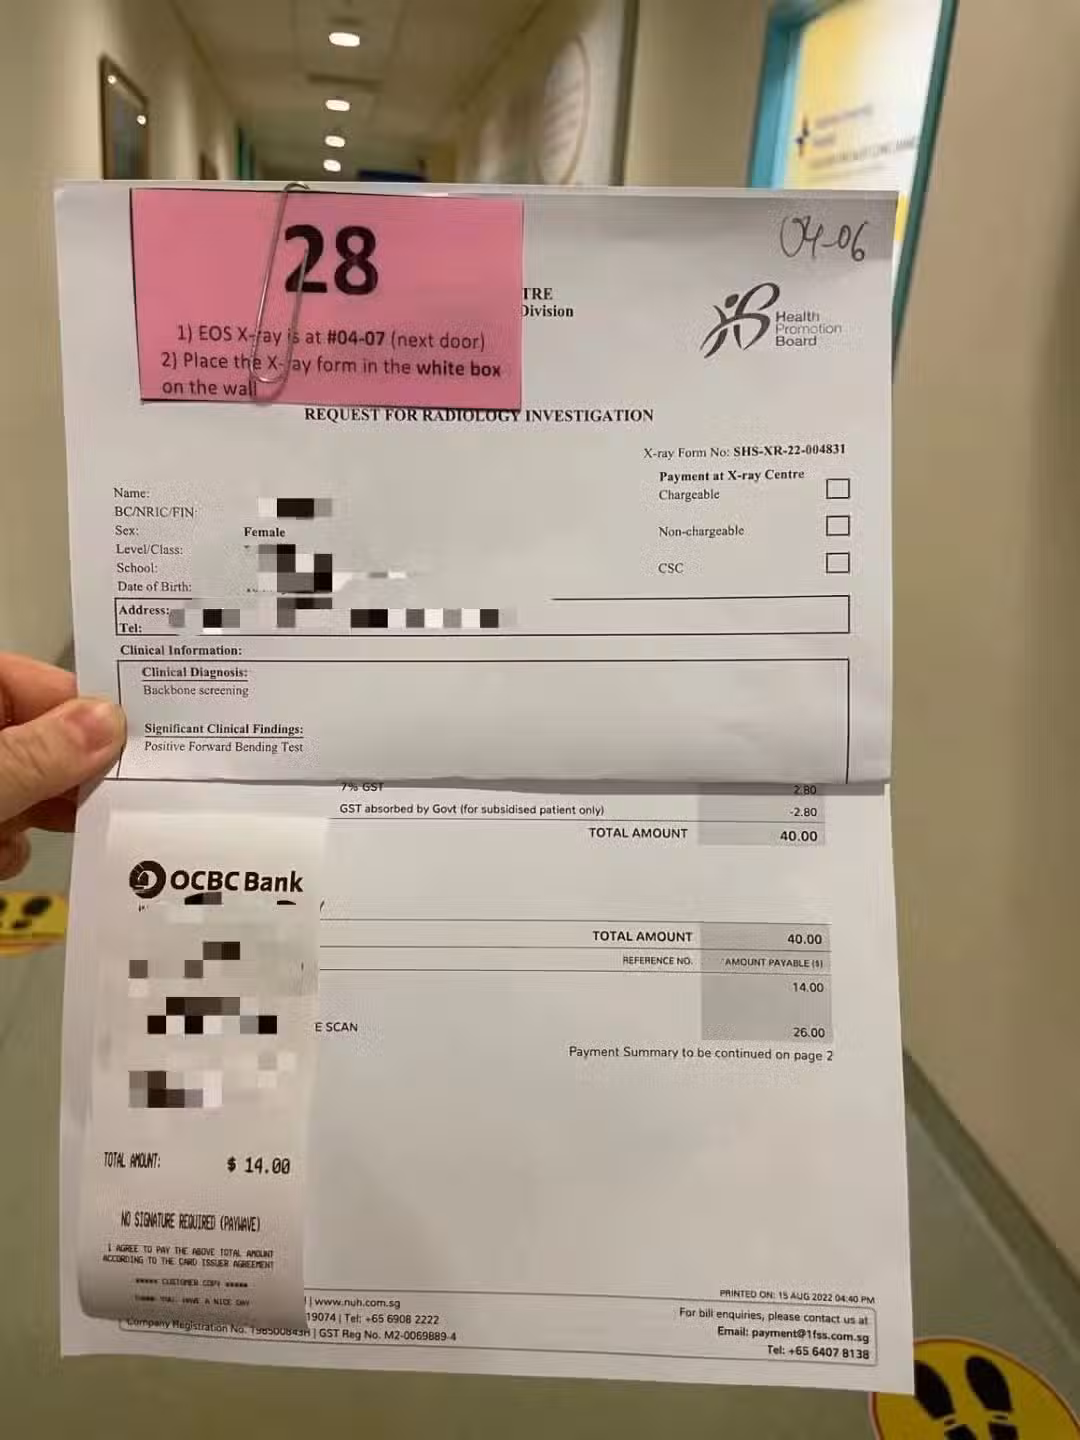 28
1) EOS X-ray is at #04-07 (next door)
2) Place the X-ray form in the white box
on the wall
04-06
TRE
Division
Health
Promotion
Board
REQUEST FOR RADIOLOGY INVESTIGATION
X-ray Form No: SHS-XR-22-004831
Payment at X-ray Centre
Chargeable
Non-chargeable
CSC
Name:
BC/NRIC/FIN:
Sex: Female
Level/Class:
School:
Date of Birth:
Address:
Tel:
Clinical Information:
Clinical Diagnosis:
Backbone screening
Significant Clinical Findings:
Positive Forward Bending Test
7% GST 2.80
GST absorbed by Govt (for subsidised patient only) -2.80
TOTAL AMOUNT 40.00
TOTAL AMOUNT 40.00
REFERENCE NO. AMOUNT PAYABLE ($)
14.00
E SCAN 26.00
Payment Summary to be continued on page 2
OCBC Bank
TOTAL AMOUNT: $ 14.00
NO SIGNATURE REQUIRED (PAYWAVE)
I AGREE TO PAY THE ABOVE TOTAL AMOUNT
ACCORDING TO THE CARD ISSUER AGREEMENT
***** CUSTOMER COPY *****
THANK YOU. HAVE A NICE DAY
PRINTED ON: 15 AUG 2022 04:40 PM
| www.nuh.com.sg
19074 | Tel: +65 6908 2222
Company Registration No. 198500843R | GST Reg No. M2-0069889-4
For bill enquiries, please contact us at
Email: payment@1fss.com.sg
Tel: +65 6407 8138